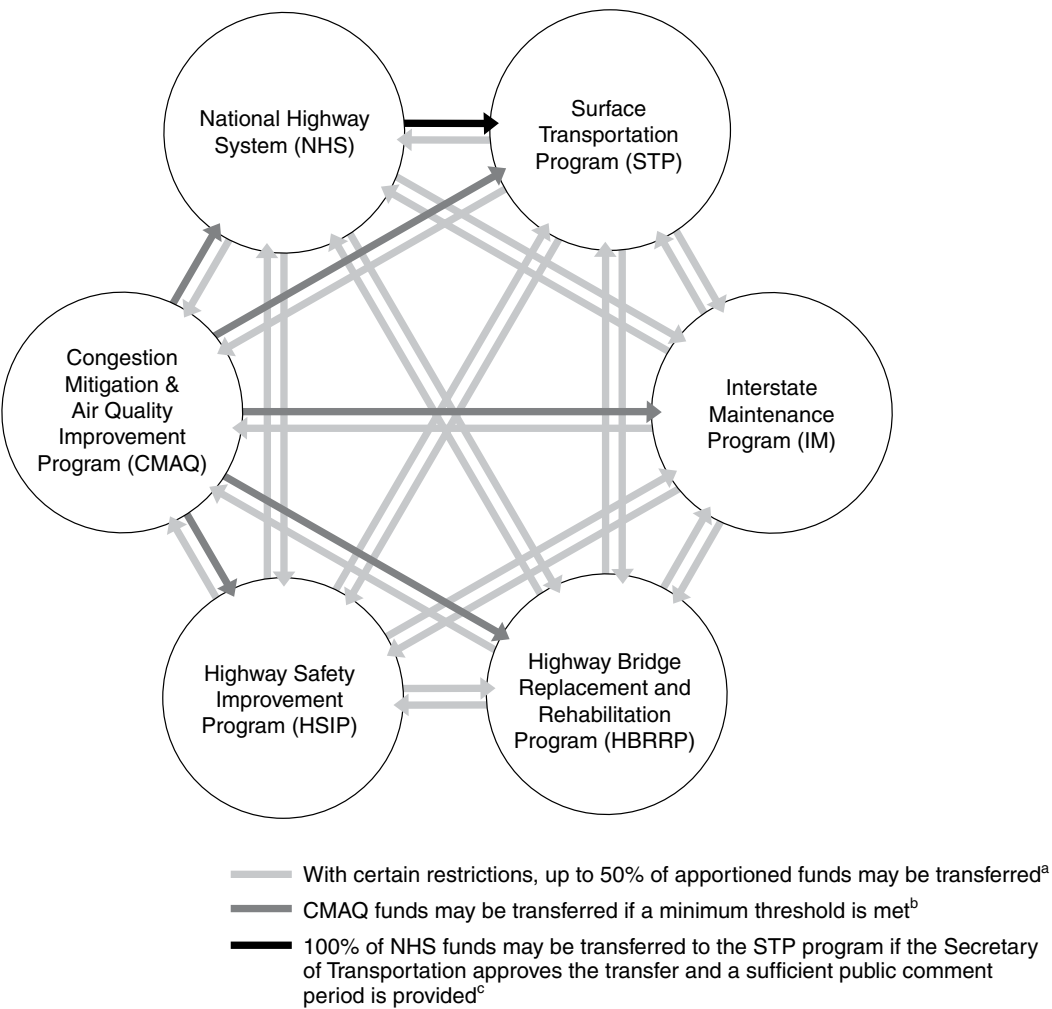 National Highway
System (NHS)
Surface
Transportation
Program (STP)
Congestion
Mitigation &
Air Quality
Improvement
Program (CMAQ)
Interstate
Maintenance
Program (IM)
Highway Safety
Improvement
Program (HSIP)
Highway Bridge
Replacement and
Rehabilitation
Program (HBRRP)
With certain restrictions, up to 50% of apportioned funds may be transferredᵃ
CMAQ funds may be transferred if a minimum threshold is metᵇ
100% of NHS funds may be transferred to the STP program if the Secretary
of Transportation approves the transfer and a sufficient public comment
period is providedᶜ